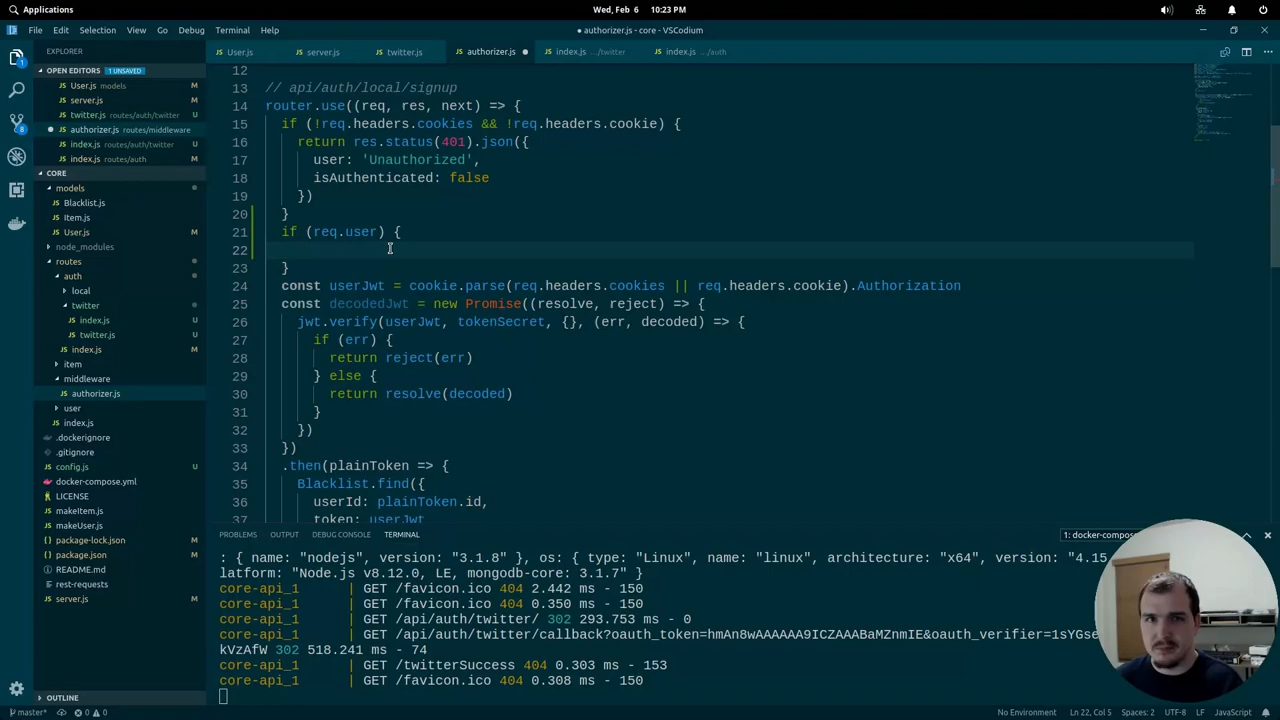 Applications
Wed, Feb 6 10:23 PM
File Edit Selection View Go Debug Terminal Help
● authorizer.js - core - VSCodium
EXPLORER
OPEN EDITORS 1 UNSAVED
User.js models M
server.js M
twitter.js routes/auth/twitter U
authorizer.js routes/middleware M
index.js routes/auth/twitter U
index.js routes/auth M
CORE
models
Blacklist.js
Item.js
User.js M
node_modules
routes
auth
local
twitter
index.js U
twitter.js U
index.js M
item
middleware
authorizer.js M
user
index.js
.dockerignore
.gitignore
config.js U
docker-compose.yml M
LICENSE
makeItem.js
makeUser.js
package-lock.json M
package.json M
README.md
rest-requests
server.js M
OUTLINE
User.js server.js twitter.js authorizer.js ● index.js .../twitter index.js .../auth
12
13 // api/auth/local/signup
14 router.use((req, res, next) => {
15 if (!req.headers.cookies && !req.headers.cookie) {
16 return res.status(401).json({
17 user: 'Unauthorized',
18 isAuthenticated: false
19 })
20 }
21 if (req.user) {
22
23 }
24 const userJwt = cookie.parse(req.headers.cookies || req.headers.cookie).Authorization
25 const decodedJwt = new Promise((resolve, reject) => {
26 jwt.verify(userJwt, tokenSecret, {}, (err, decoded) => {
27 if (err) {
28 return reject(err)
29 } else {
30 return resolve(decoded)
31 }
32 })
33 })
34 .then(plainToken => {
35 Blacklist.find({
36 userId: plainToken.id,
37 token: userJwt
PROBLEMS OUTPUT DEBUG CONSOLE TERMINAL 1: docker-compose
: { name: "nodejs", version: "3.1.8" }, os: { type: "Linux", name: "linux", architecture: "x64", version: "4.15.
latform: "Node.js v8.12.0, LE, mongodb-core: 3.1.7" }
core-api_1 | GET /favicon.ico 404 2.442 ms - 150
core-api_1 | GET /favicon.ico 404 0.350 ms - 150
core-api_1 | GET /api/auth/twitter/ 302 293.753 ms - 0
core-api_1 | GET /api/auth/twitter/callback?oauth_token=hmAn8wAAAAAA9ICZAAABaMZnmIE&oauth_verifier=1sYGse
kVzAfW 302 518.241 ms - 74
core-api_1 | GET /twitterSuccess 404 0.303 ms - 153
core-api_1 | GET /favicon.ico 404 0.308 ms - 150
master* 0 0
No Environment Ln 22, Col 5 Spaces: 2 UTF-8 LF JavaScript